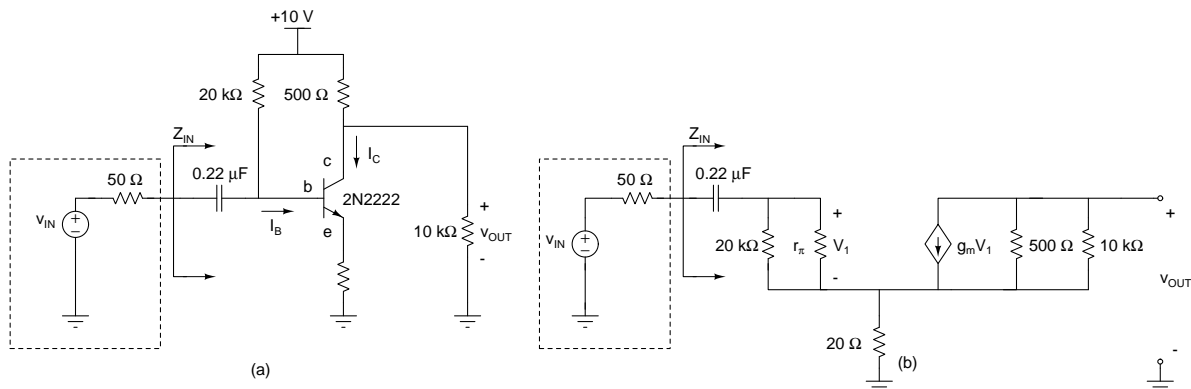 +10 V
20 kΩ
500 Ω
Z_IN
c
I_C
0.22 μF
50 Ω
b
2N2222
+
v_IN
+
-
I_B
e
10 kΩ
v_OUT
-
(a)
Z_IN
0.22 μF
50 Ω
+
+
v_IN
+
-
20 kΩ
r_π
V_1
g_mV_1
500 Ω
10 kΩ
-
v_OUT
20 Ω
(b)
-